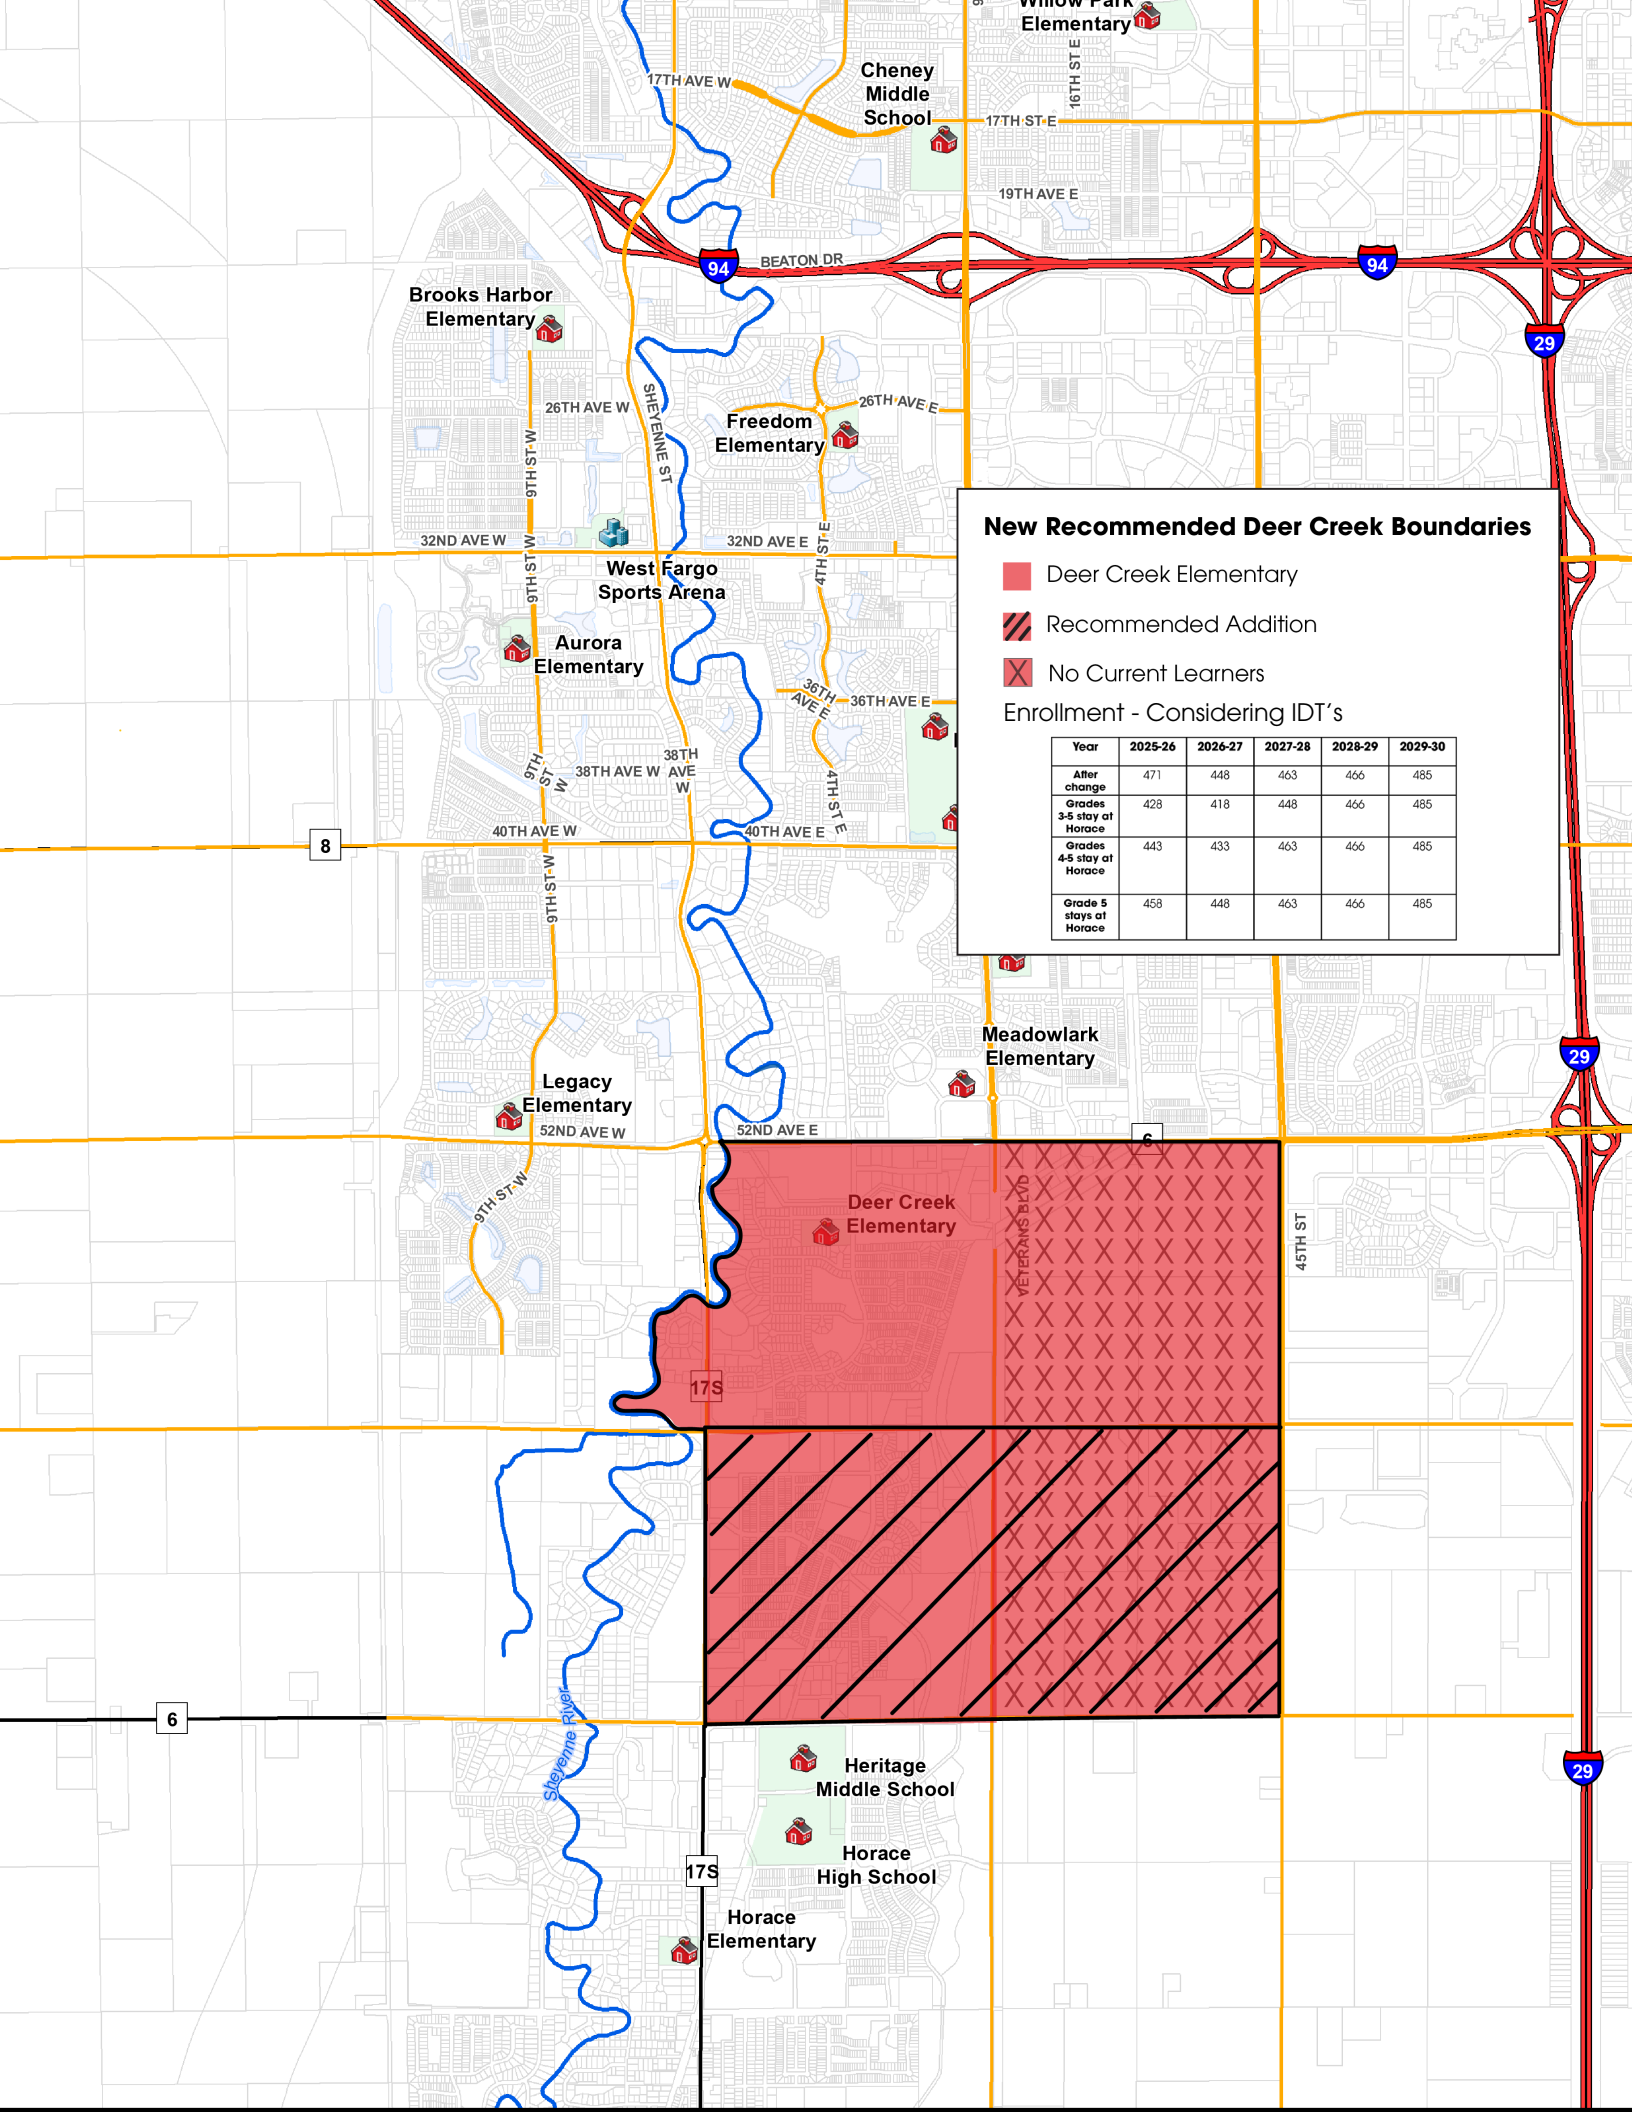 Willow Park
Elementary
16TH ST E
Cheney
Middle
School
17TH AVE W
17TH ST E
19TH AVE E
94
BEATON DR
94
29
Brooks Harbor
Elementary
SHEYENNE ST
26TH AVE W
26TH AVE E
Freedom
Elementary
9TH ST W
32ND AVE W
32ND AVE E
West Fargo
Sports Arena
9TH ST W
4TH ST E
Aurora
Elementary
36TH
AVE E
36TH AVE E
9TH
ST
W
38TH AVE W
38TH
AVE
W
4TH ST E
40TH AVE W
40TH AVE E
8
9TH ST W
New Recommended Deer Creek Boundaries
Deer Creek Elementary
Recommended Addition
X No Current Learners
Enrollment - Considering IDT's
Year 2025-26 2026-27 2027-28 2028-29 2029-30
After
change 471 448 463 466 485
Grades
3-5 stay at
Horace 428 418 448 466 485
Grades
4-5 stay at
Horace 443 433 463 466 485
Grade 5
stays at
Horace 458 448 463 466 485
Meadowlark
Elementary
29
Legacy
Elementary
52ND AVE W
52ND AVE E
6
9TH ST W
Deer Creek
Elementary
VETERANS BLVD
45TH ST
17S
6
Sheyenne River
29
Heritage
Middle School
Horace
High School
17S
Horace
Elementary